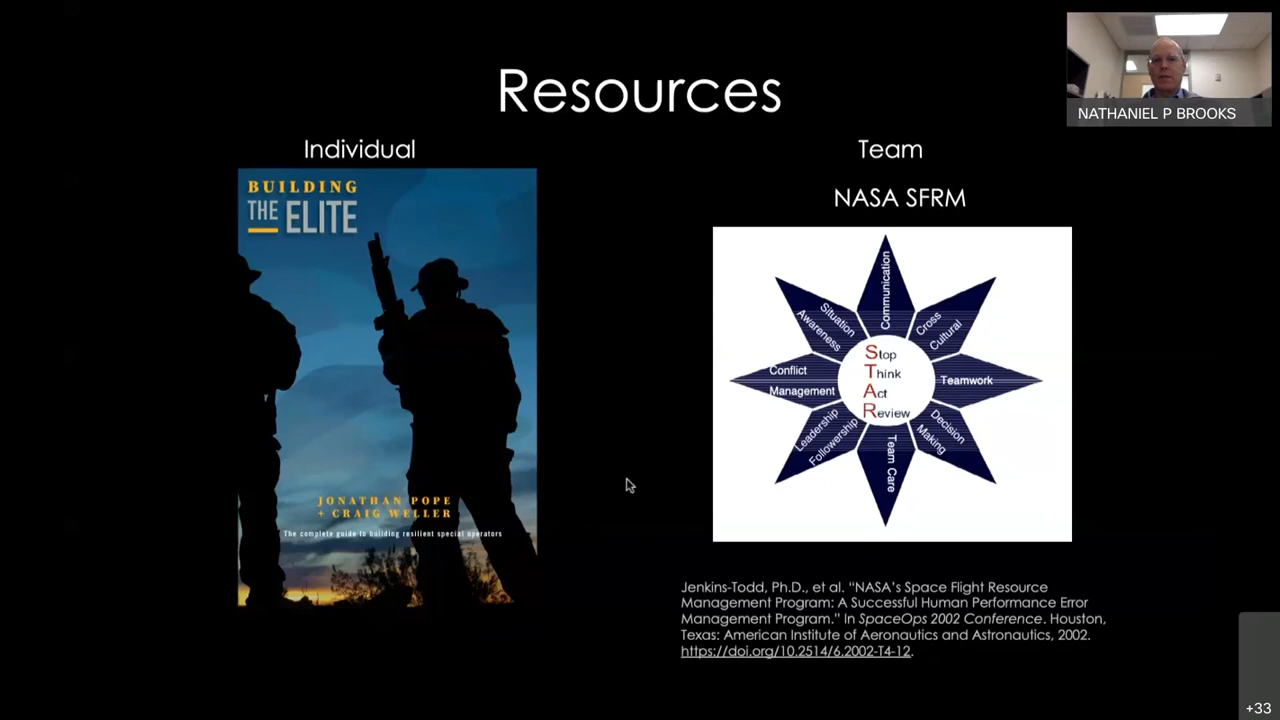 Resources
NATHANIEL P BROOKS
Individual
BUILDING
THE ELITE
JONATHAN POPE
+ CRAIG WELLER
The complete guide to building resilient special operators
Team
NASA SFRM
Communication
Situation
Awareness
Cross
Cultural
Conflict
Management
Stop
Think
Act
Review
Teamwork
Leadership
Followership
Team Care
Decision
Making
Jenkins-Todd, Ph.D., et al. “NASA’s Space Flight Resource
Management Program: A Successful Human Performance Error
Management Program.” In SpaceOps 2002 Conference. Houston,
Texas: American Institute of Aeronautics and Astronautics, 2002.
https://doi.org/10.2514/6.2002-T4-12.
+33